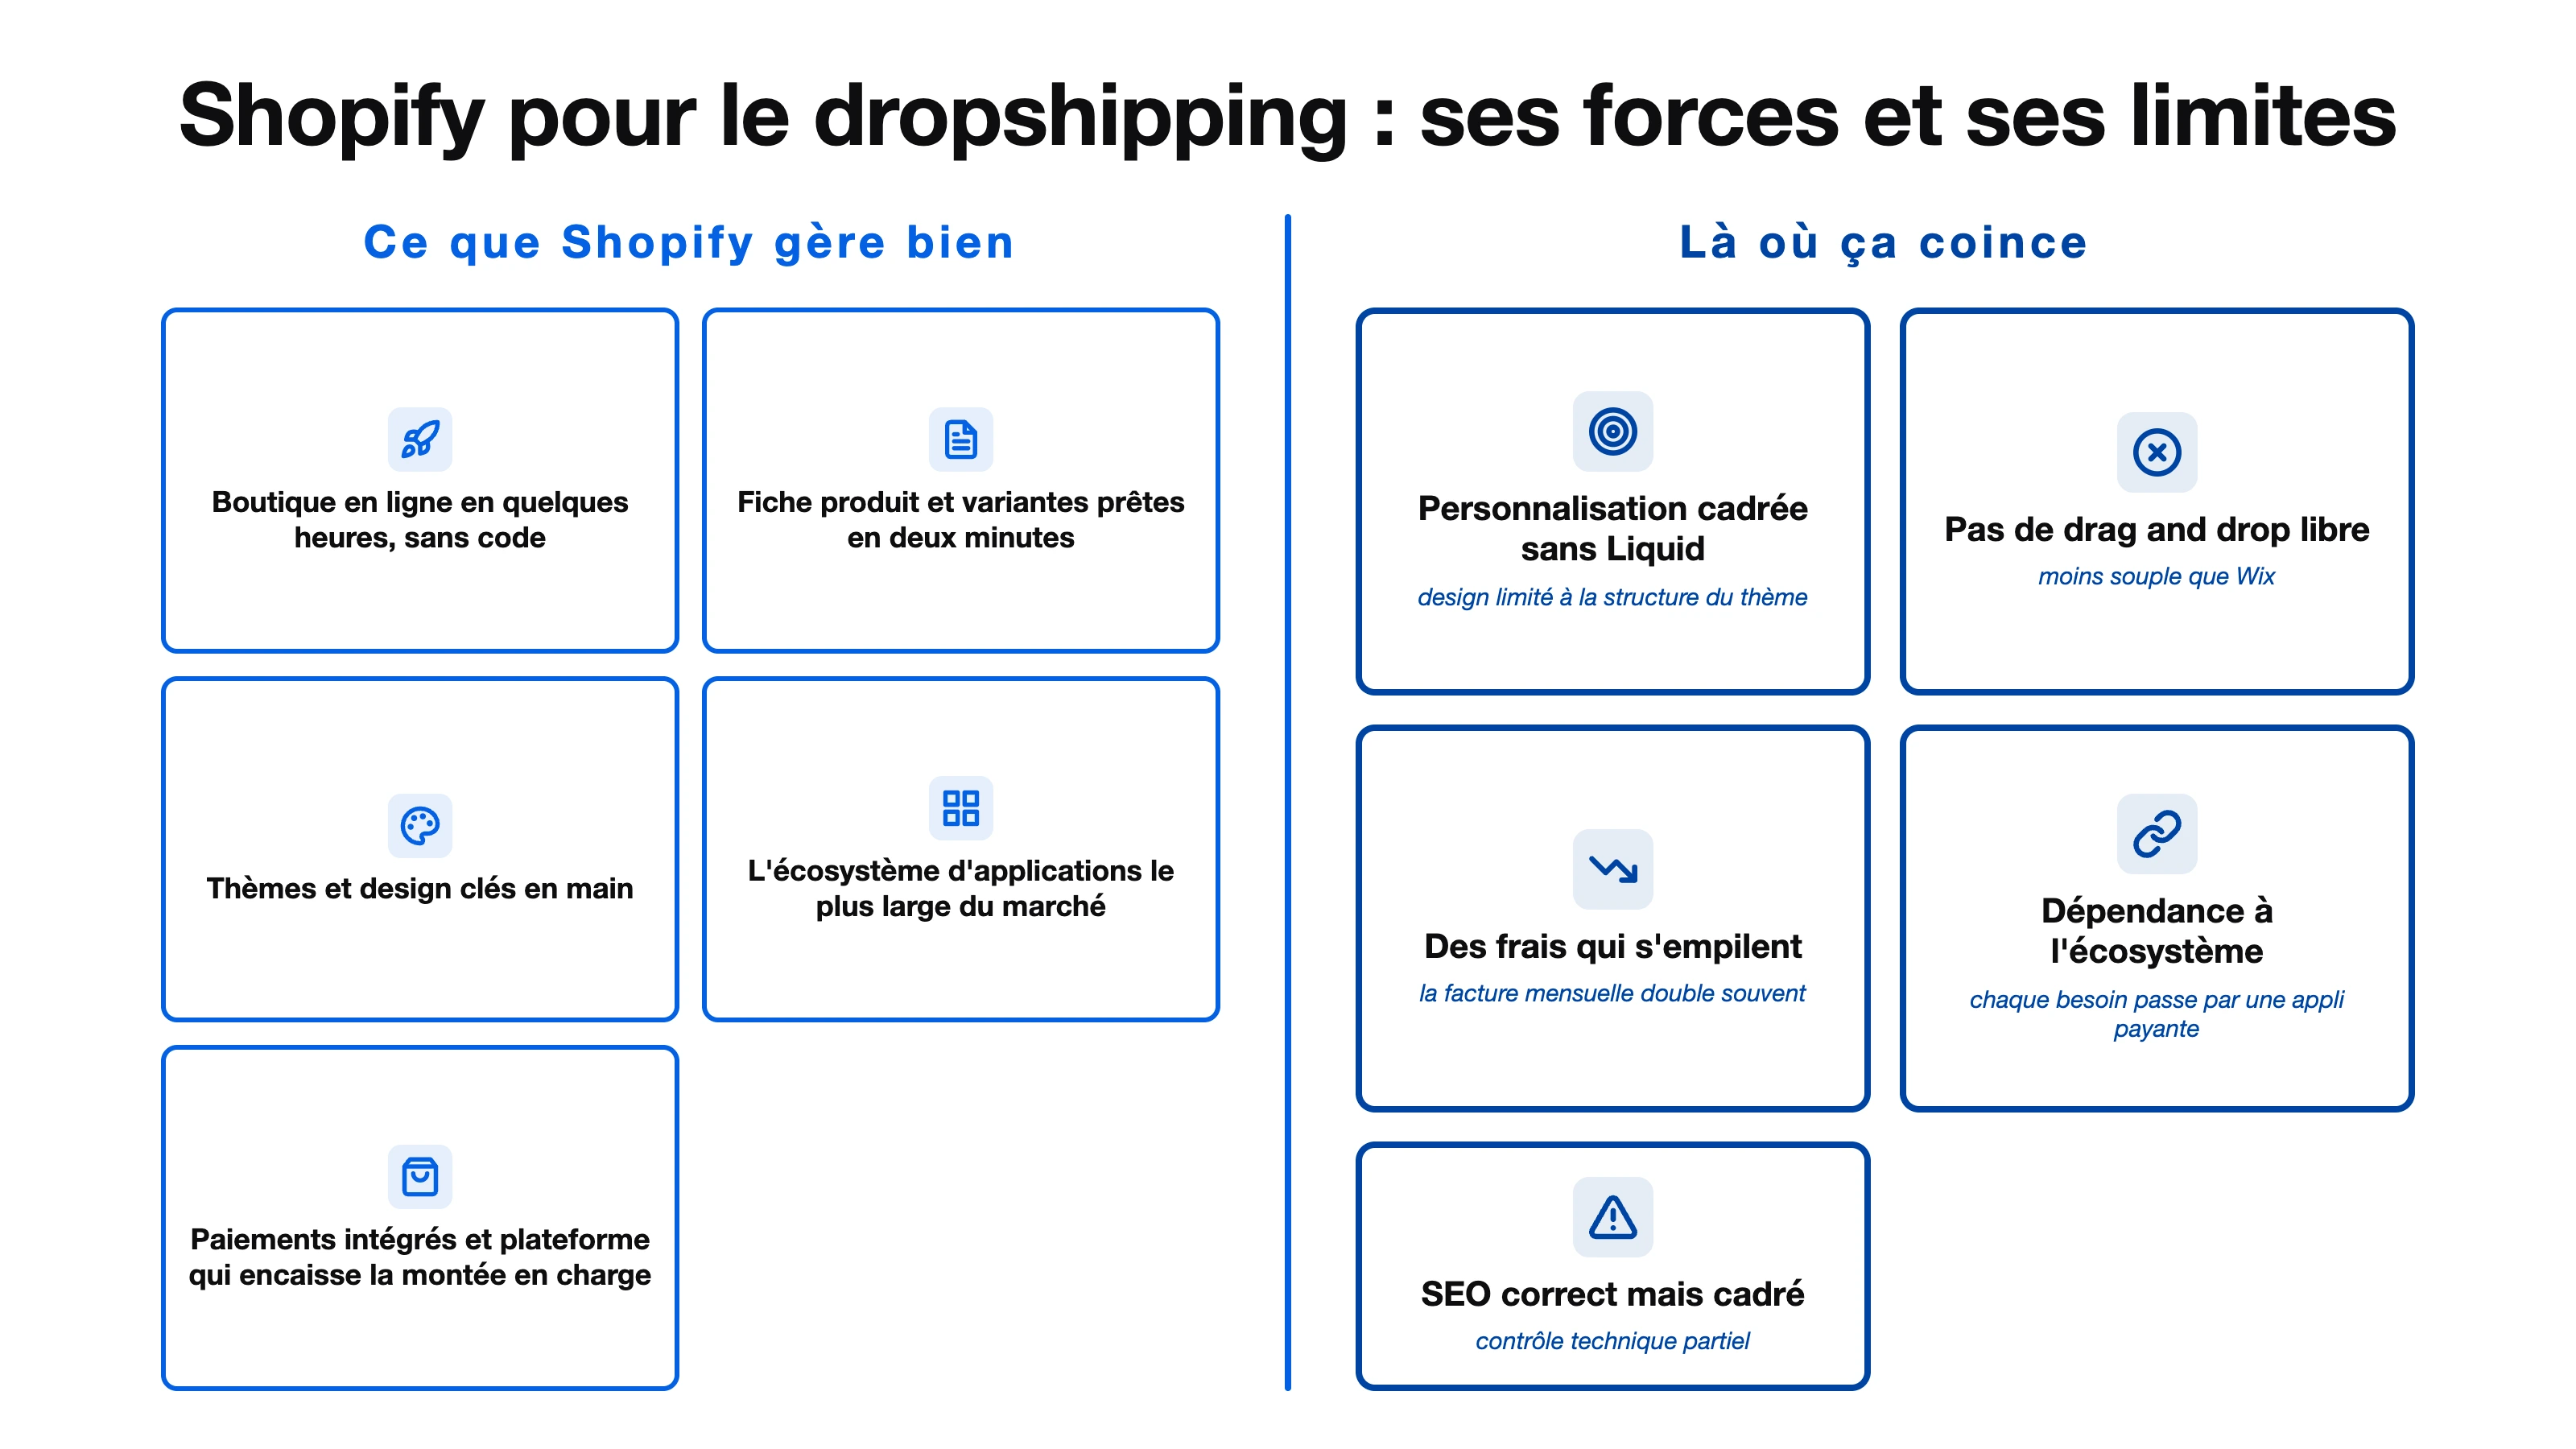 Shopify pour le dropshipping : ses forces et ses limites
Ce que Shopify gère bien
Boutique en ligne en quelques
heures, sans code
Fiche produit et variantes prêtes
en deux minutes
Thèmes et design clés en main
L'écosystème d'applications le
plus large du marché
Paiements intégrés et plateforme
qui encaisse la montée en charge
Là où ça coince
Personnalisation cadrée
sans Liquid
design limité à la structure du thème
Pas de drag and drop libre
moins souple que Wix
Des frais qui s'empilent
la facture mensuelle double souvent
Dépendance à
l'écosystème
chaque besoin passe par une appli
payante
SEO correct mais cadré
contrôle technique partiel